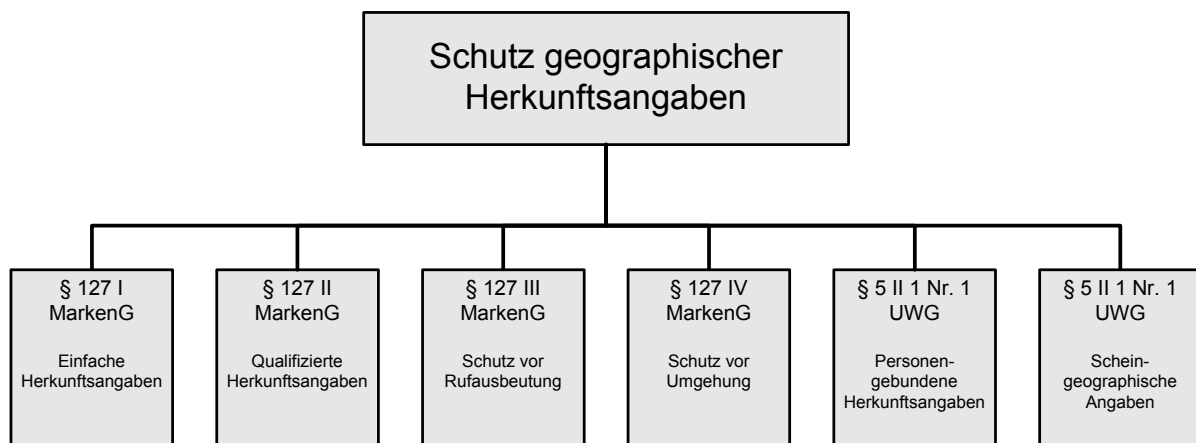 Schutz geographischer
Herkunftsangaben
§ 127 I
MarkenG
Einfache
Herkunftsangaben
§ 127 II
MarkenG
Qualifizierte
Herkunftsangaben
§ 127 III
MarkenG
Schutz vor
Rufausbeutung
§ 127 IV
MarkenG
Schutz vor
Umgehung
§ 5 II 1 Nr. 1
UWG
Personen-
gebundene
Herkunftsangaben
§ 5 II 1 Nr. 1
UWG
Schein-
geographische
Angaben